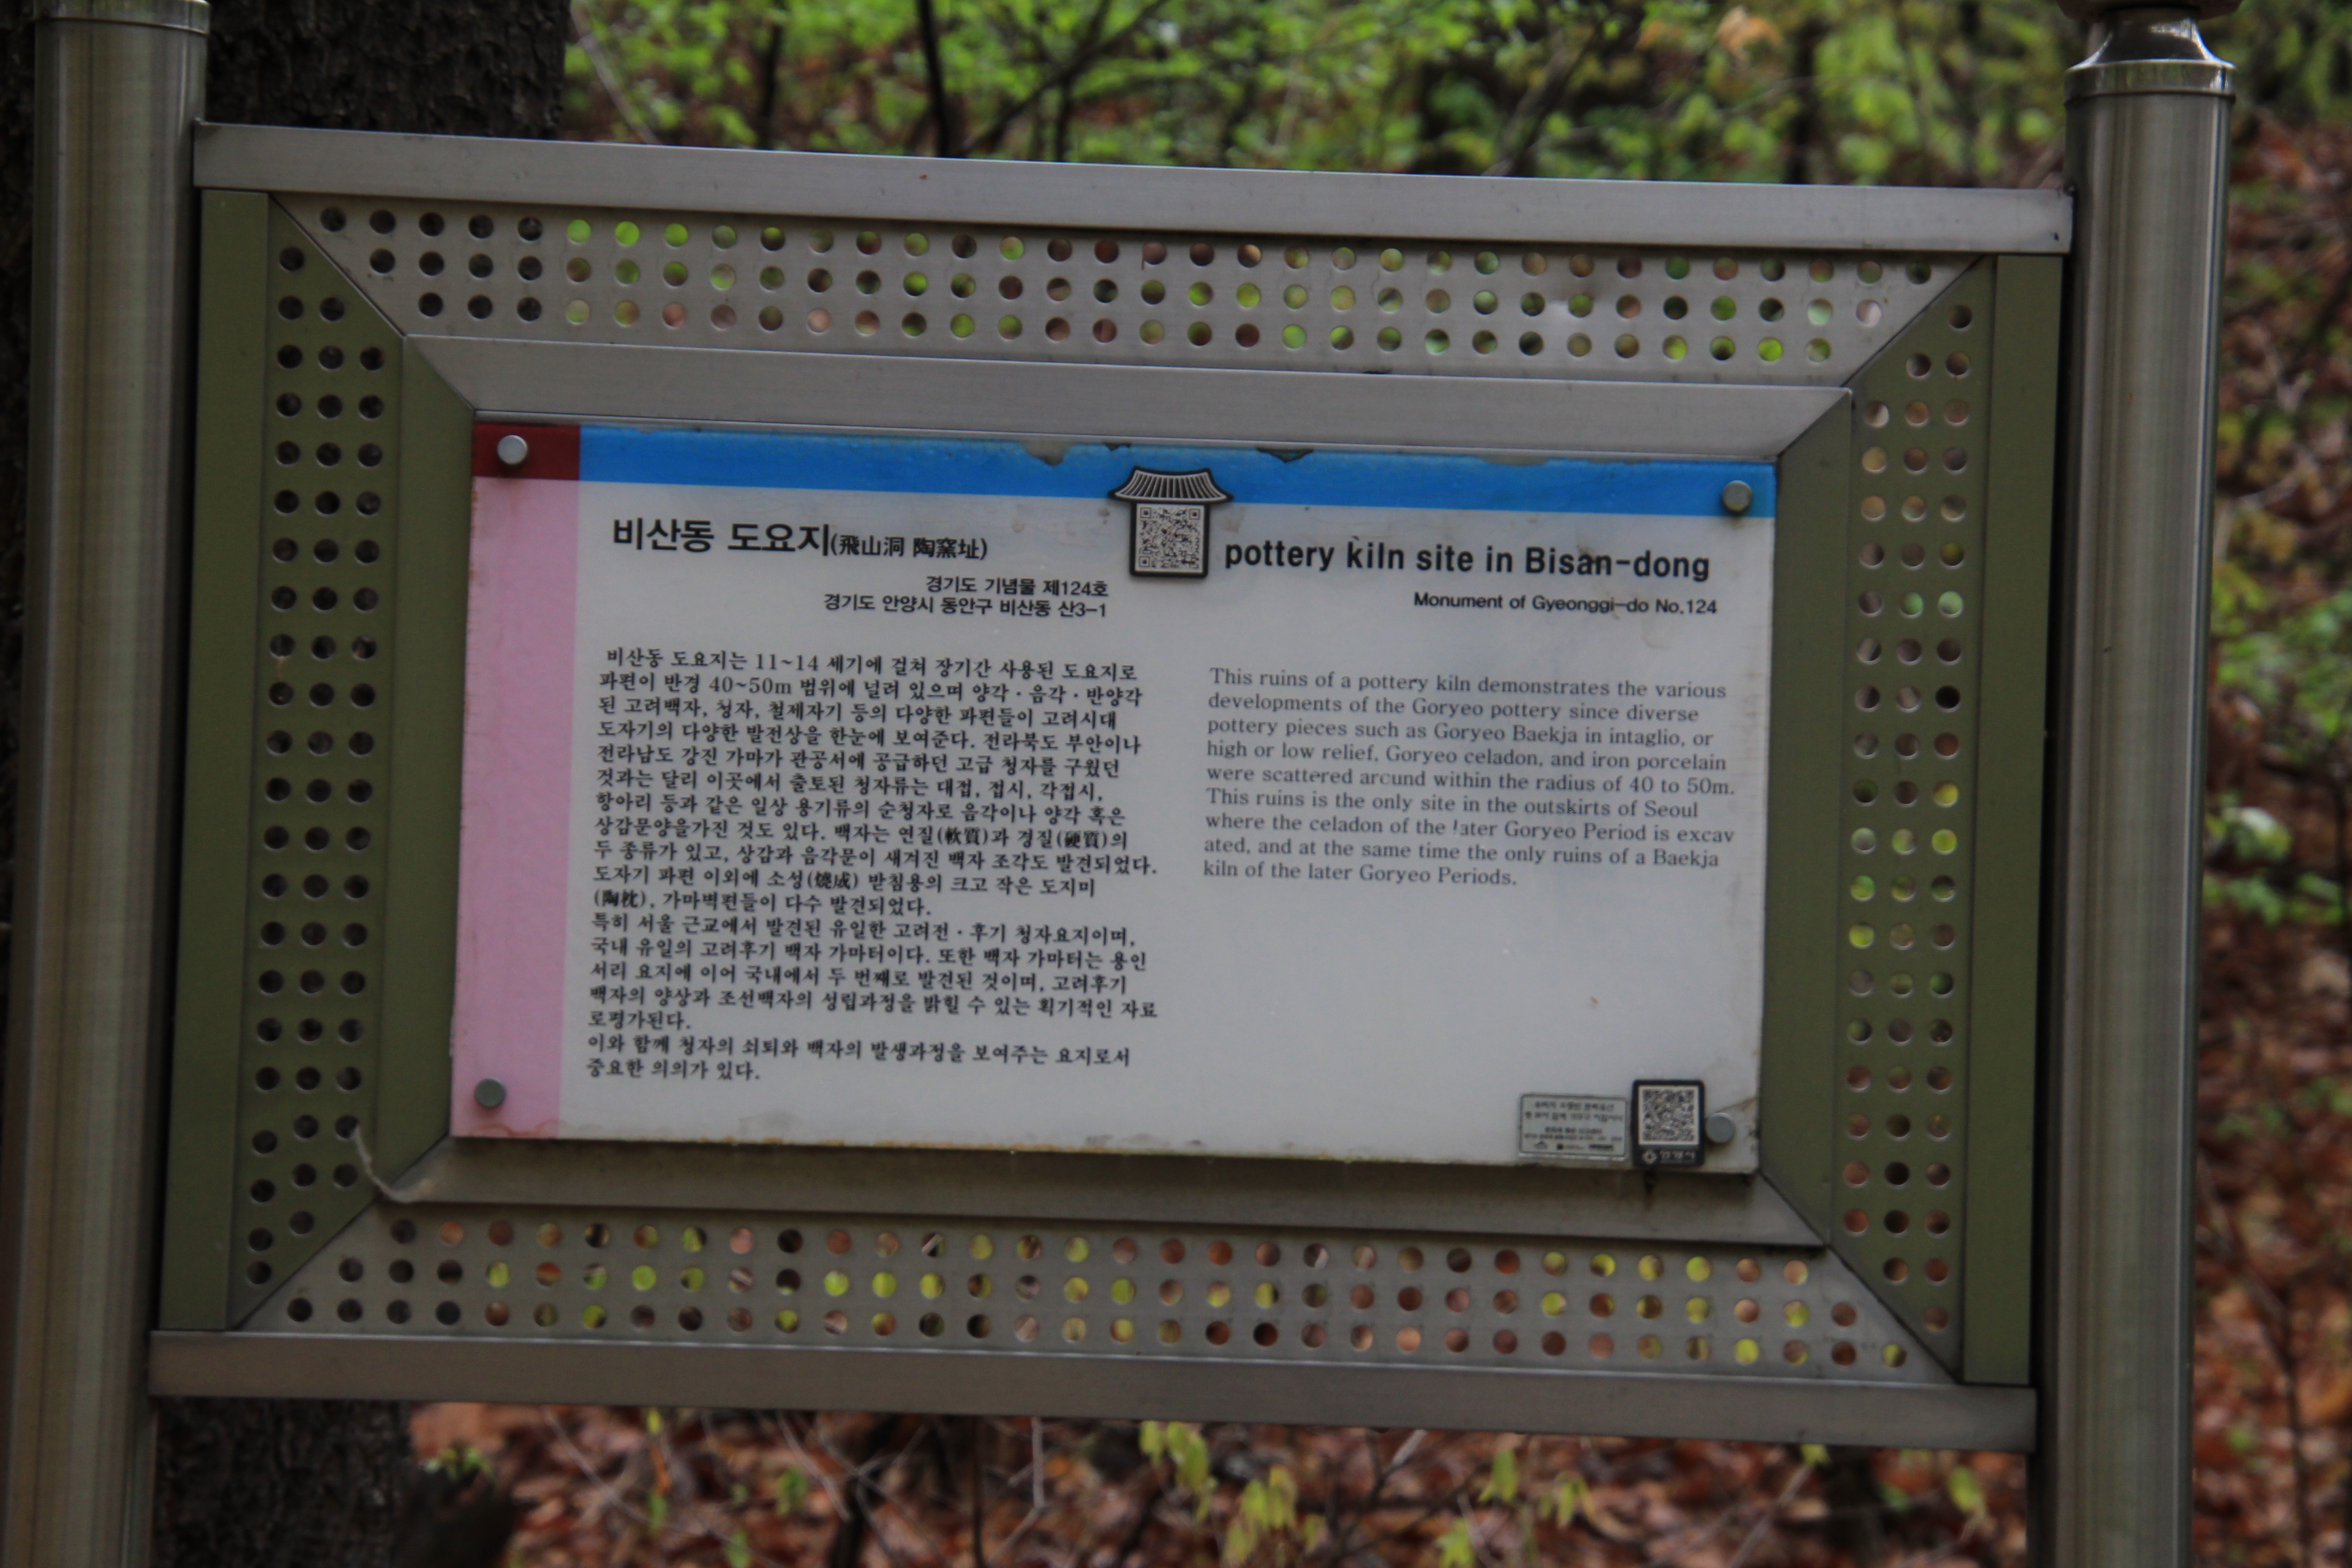 비산동 도요지(飛山洞 陶窯址)
경기도 기념물 제124호
경기도 안양시 동안구 비산동 산3-1
비산동 도요지는 11~14 세기에 걸쳐 장기간 사용된 도요지로
파편이 반경 40~50m 범위에 널려 있으며 양각 · 음각 · 반양각
된 고려백자, 청자, 철제자기 등의 다양한 파편들이 고려시대
도자기의 다양한 발전상을 한눈에 보여준다. 전라북도 부안이나
전라남도 강진 가마가 관공서에 공급하던 고급 청자를 구웠던
것과는 달리 이곳에서 출토된 청자류는 대접, 접시, 각접시,
항아리 등과 같은 일상 용기류의 순청자로 음각이나 양각 혹은
상감문양을가진 것도 있다. 백자는 연질(軟質)과 경질(硬質)의
두 종류가 있고, 상감과 음각문이 새겨진 백자 조각도 발견되었다.
도자기 파편 이외에 소성(燒成) 받침용의 크고 작은 도지미
(陶枕), 가마벽편들이 다수 발견되었다.
특히 서울 근교에서 발견된 유일한 고려전 · 후기 청자요지이며,
국내 유일의 고려후기 백자 가마터이다. 또한 백자 가마터는 용인
서리 요지에 이어 국내에서 두 번째로 발견된 것이며, 고려후기
백자의 양상과 조선백자의 성립과정을 밝힐 수 있는 획기적인 자료
로평가된다.
이와 함께 청자의 쇠퇴와 백자의 발생과정을 보여주는 요지로서
중요한 의의가 있다.
pottery kiln site in Bisan-dong
Monument of Gyeonggi-do No.124
This ruins of a pottery kiln demonstrates the various
developments of the Goryeo pottery since diverse
pottery pieces such as Goryeo Baekja in intaglio, or
high or low relief, Goryeo celadon, and iron porcelain
were scattered around within the radius of 40 to 50m.
This ruins is the only site in the outskirts of Seoul
where the celadon of the later Goryeo Period is excav
ated, and at the same time the only ruins of a Baekja
kiln of the later Goryeo Periods.
안양시